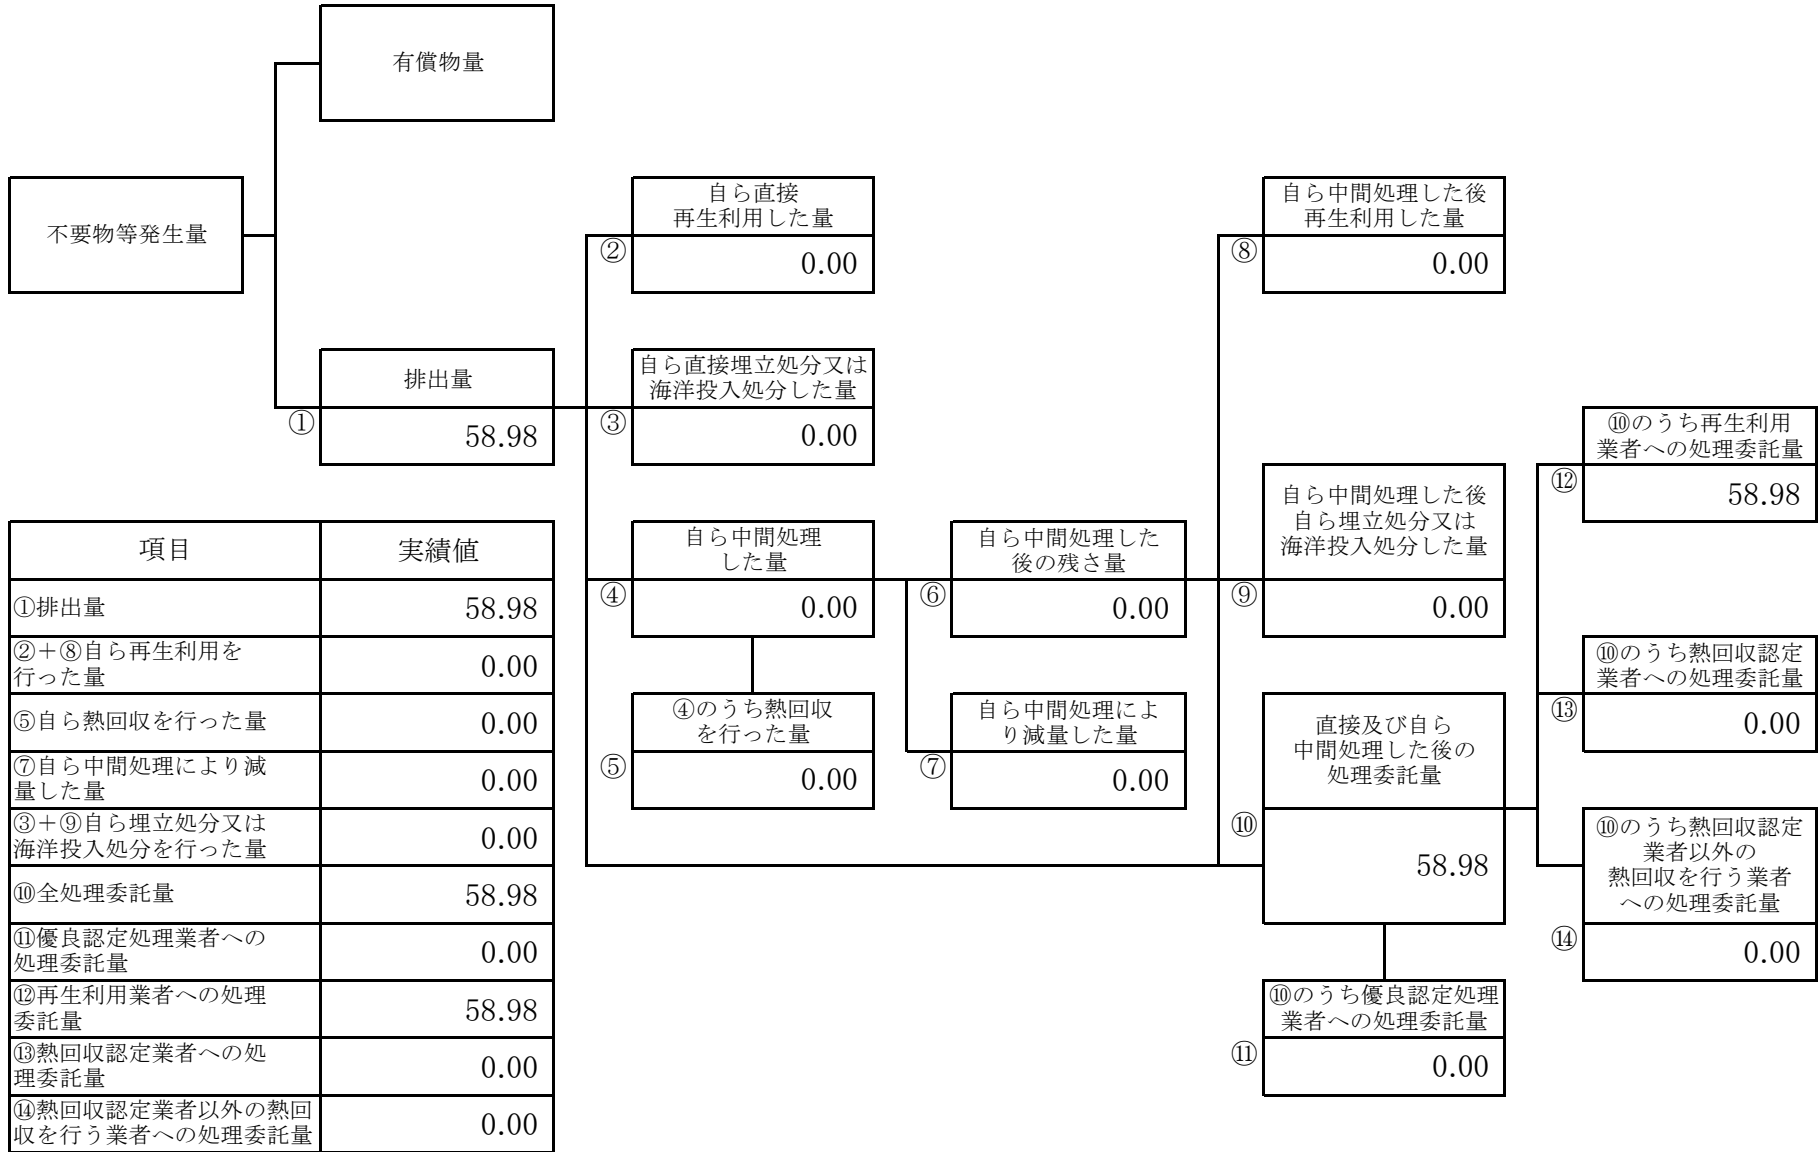 有償物量
不要物等発生量
自ら直接
再生利用した量
②
0.00
自ら中間処理した後
再生利用した量
⑧
0.00
排出量
①
58.98
自ら直接埋立処分又は
海洋投入処分した量
③
0.00
⑩のうち再生利用
業者への処理委託量
⑫
58.98
自ら中間処理
した量
④
0.00
自ら中間処理した
後の残さ量
⑥
0.00
自ら中間処理した後
自ら埋立処分又は
海洋投入処分した量
⑨
0.00
⑩のうち熱回収認定
業者への処理委託量
⑬
0.00
④のうち熱回収
を行った量
⑤
0.00
自ら中間処理によ
り減量した量
⑦
0.00
直接及び自ら
中間処理した後の
処理委託量
⑩
58.98
⑩のうち熱回収認定
業者以外の
熱回収を行う業者
への処理委託量
⑭
0.00
⑩のうち優良認定処理
業者への処理委託量
⑪
0.00
項目 実績値
①排出量 58.98
②＋⑧自ら再生利用を
行った量 0.00
⑤自ら熱回収を行った量 0.00
⑦自ら中間処理により減
量した量 0.00
③＋⑨自ら埋立処分又は
海洋投入処分を行った量 0.00
⑩全処理委託量 58.98
⑪優良認定処理業者への
処理委託量 0.00
⑫再生利用業者への処理
委託量 58.98
⑬熱回収認定業者への処
理委託量 0.00
⑭熱回収認定業者以外の熱回
収を行う業者への処理委託量 0.00